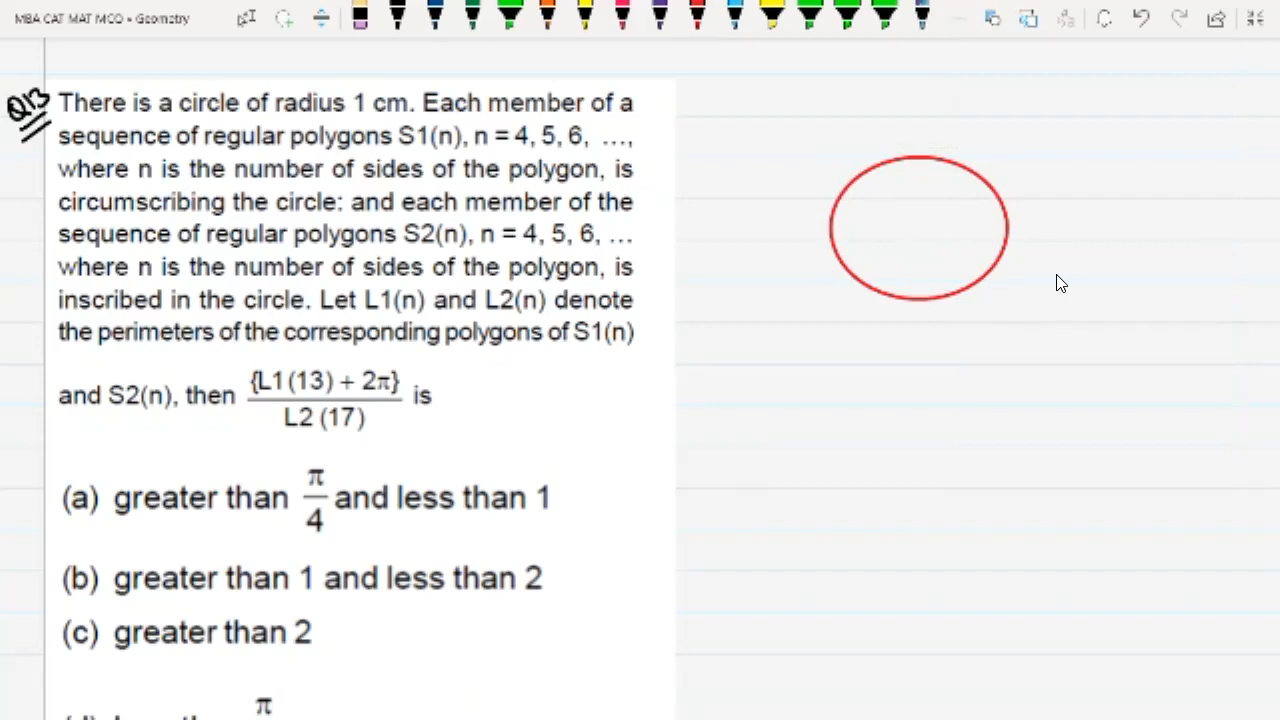 MBA CAT MAT MCQ » Geometry
Q13 There is a circle of radius 1 cm. Each member of a
sequence of regular polygons S1(n), n = 4, 5, 6, ...,
where n is the number of sides of the polygon, is
circumscribing the circle: and each member of the
sequence of regular polygons S2(n), n = 4, 5, 6, ...
where n is the number of sides of the polygon, is
inscribed in the circle. Let L1(n) and L2(n) denote
the perimeters of the corresponding polygons of S1(n)
and S2(n), then {L1(13) + 2π} / L2 (17) is
(a) greater than π/4 and less than 1
(b) greater than 1 and less than 2
(c) greater than 2
π